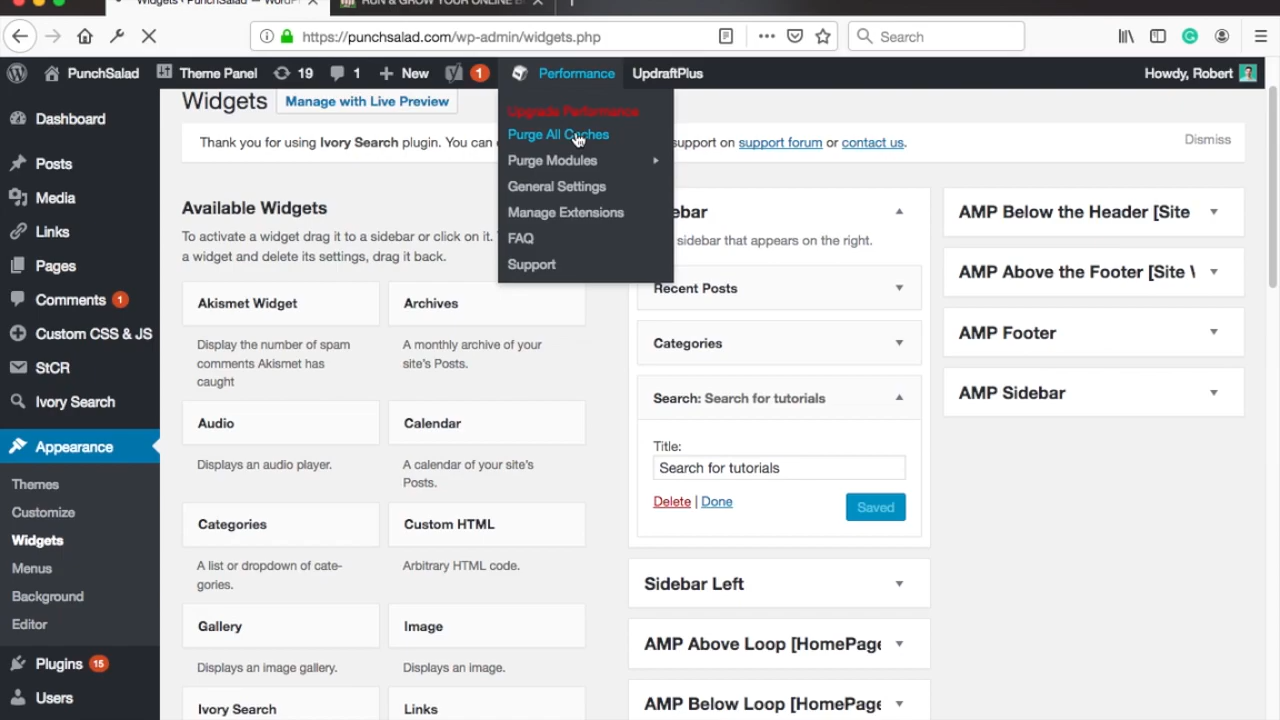 Widgets ‹ PunchSalad — WordPr
RUN & GROW YOUR ONLINE B
https://punchsalad.com/wp-admin/widgets.php
Search
PunchSalad
Theme Panel
19
1
New
1
Performance
UpdraftPlus
Howdy, Robert
Dashboard
Posts
Media
Links
Pages
Comments 1
Custom CSS & JS
StCR
Ivory Search
Appearance
Themes
Customize
Widgets
Menus
Background
Editor
Plugins 15
Users
Widgets
Manage with Live Preview
Upgrade Performance
Purge All Caches
Purge Modules
General Settings
Manage Extensions
FAQ
Support
Thank you for using Ivory Search plugin. You can
support on support forum or contact us.
Dismiss
Available Widgets
To activate a widget drag it to a sidebar or click on it.
a widget and delete its settings, drag it back.
Akismet Widget
Display the number of spam
comments Akismet has
caught
Archives
A monthly archive of your
site's Posts.
Audio
Displays an audio player.
Calendar
A calendar of your site's
Posts.
Categories
A list or dropdown of cate-
gories.
Custom HTML
Arbitrary HTML code.
Gallery
Displays an image gallery.
Image
Displays an image.
Ivory Search
Links
ebar
sidebar that appears on the right.
Recent Posts
Categories
Search: Search for tutorials
Title:
Search for tutorials
Delete | Done
Saved
Sidebar Left
AMP Above Loop [HomePage
AMP Below Loop [HomePage
AMP Below the Header [Site
AMP Above the Footer [Site \
AMP Footer
AMP Sidebar